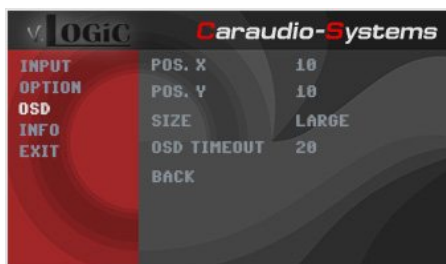 v.LOGiC
Caraudio-Systems
INPUT
OPTION
OSD
INFO
EXIT
POS. X 10
POS. Y 10
SIZE LARGE
OSD TIMEOUT 20
BACK